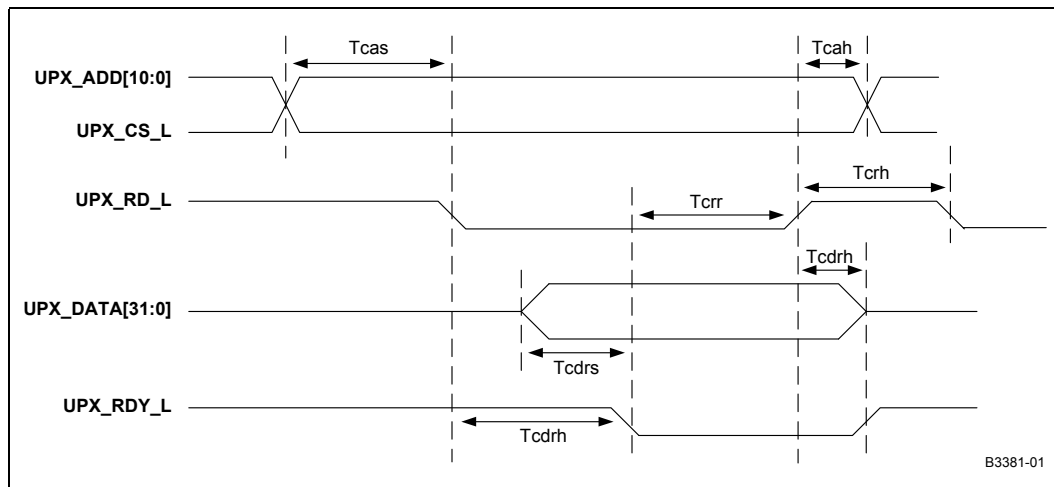 Tcas
Tcah
UPX_ADD[10:0]
UPX_CS_L
Tcrh
UPX_RD_L
Tcrr
Tcdrh
UPX_DATA[31:0]
Tcdrs
UPX_RDY_L
Tcdrh
B3381-01